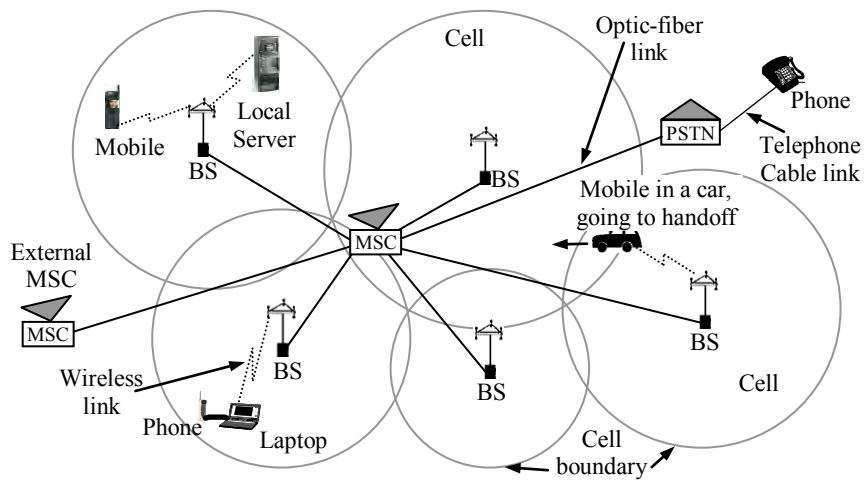 Cell
Optic-fiber
link
Phone
PSTN
Telephone
Cable link
Local
Server
Mobile
BS
BS
Mobile in a car,
going to handoff
MSC
External
MSC
MSC
BS
BS
BS
Cell
Wireless
link
Phone
Laptop
Cell
boundary